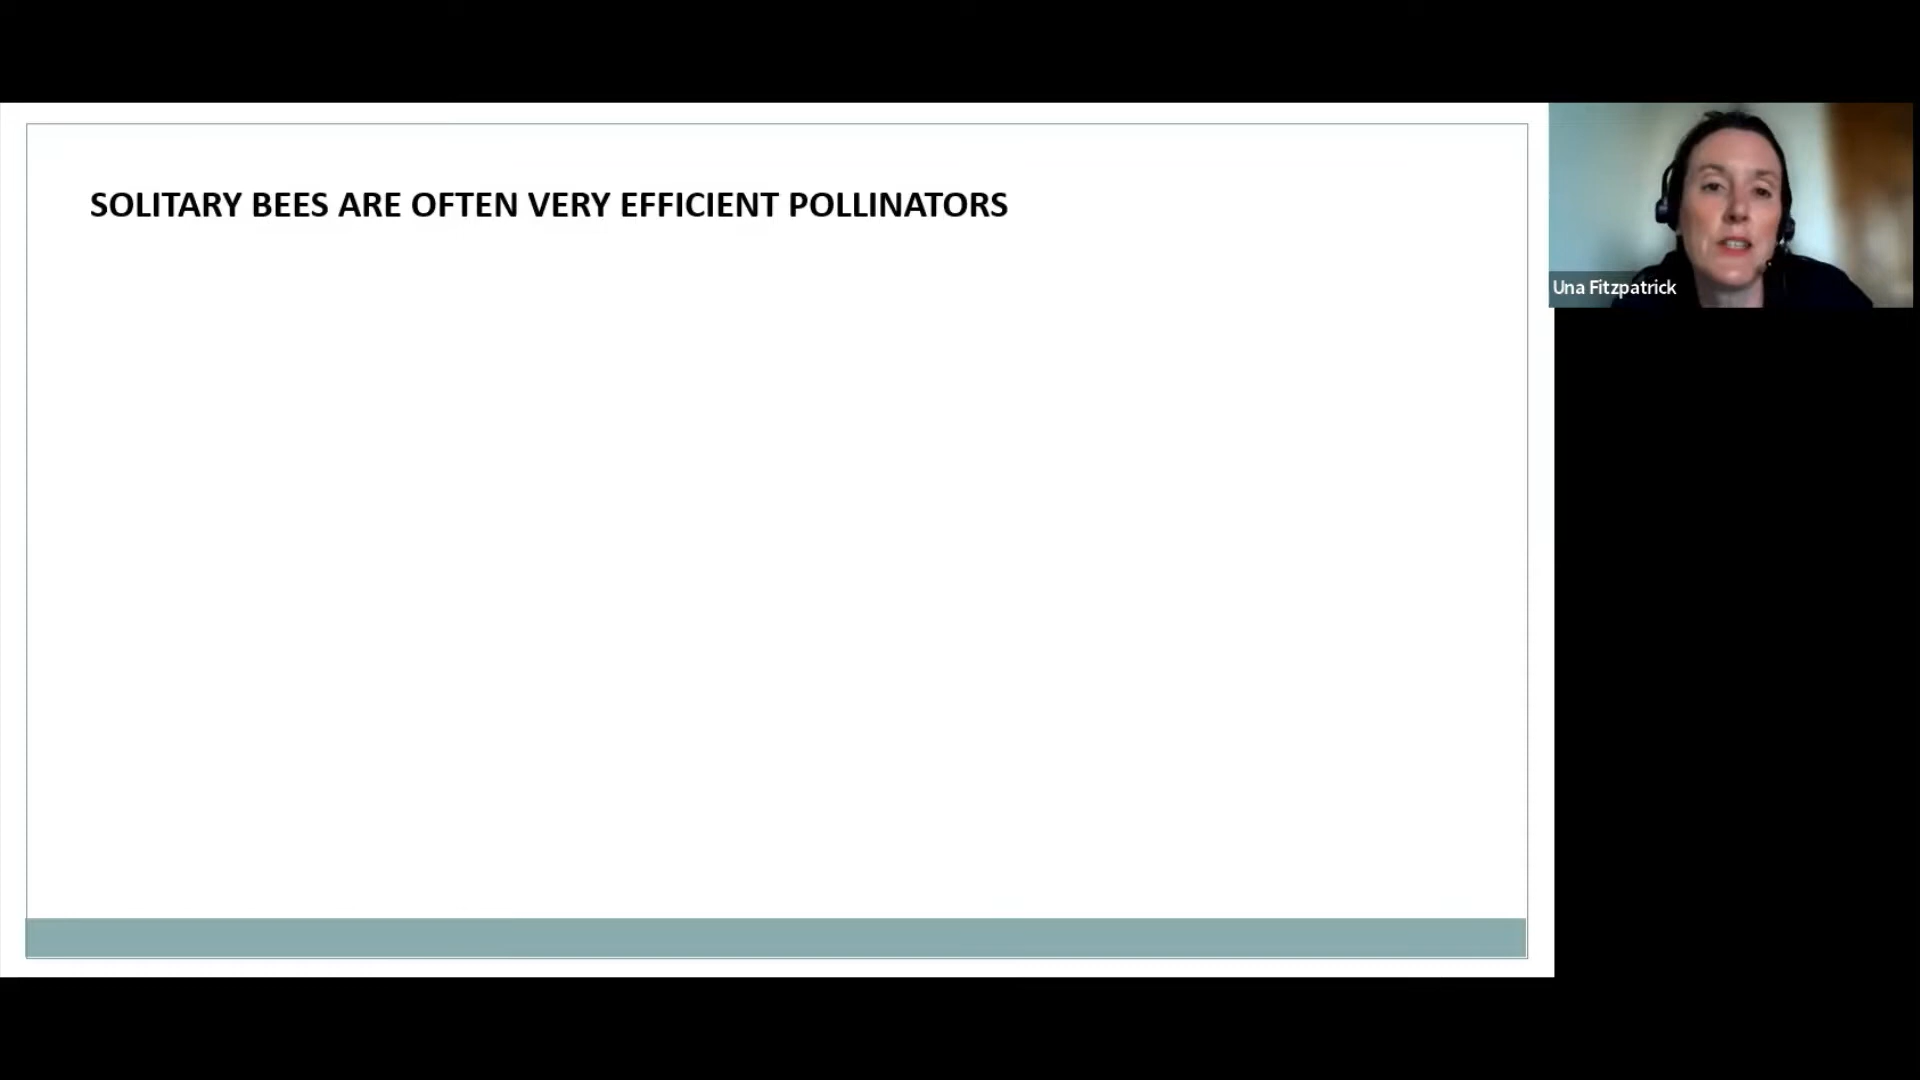 SOLITARY BEES ARE OFTEN VERY EFFICIENT POLLINATORS
Una Fitzpatrick